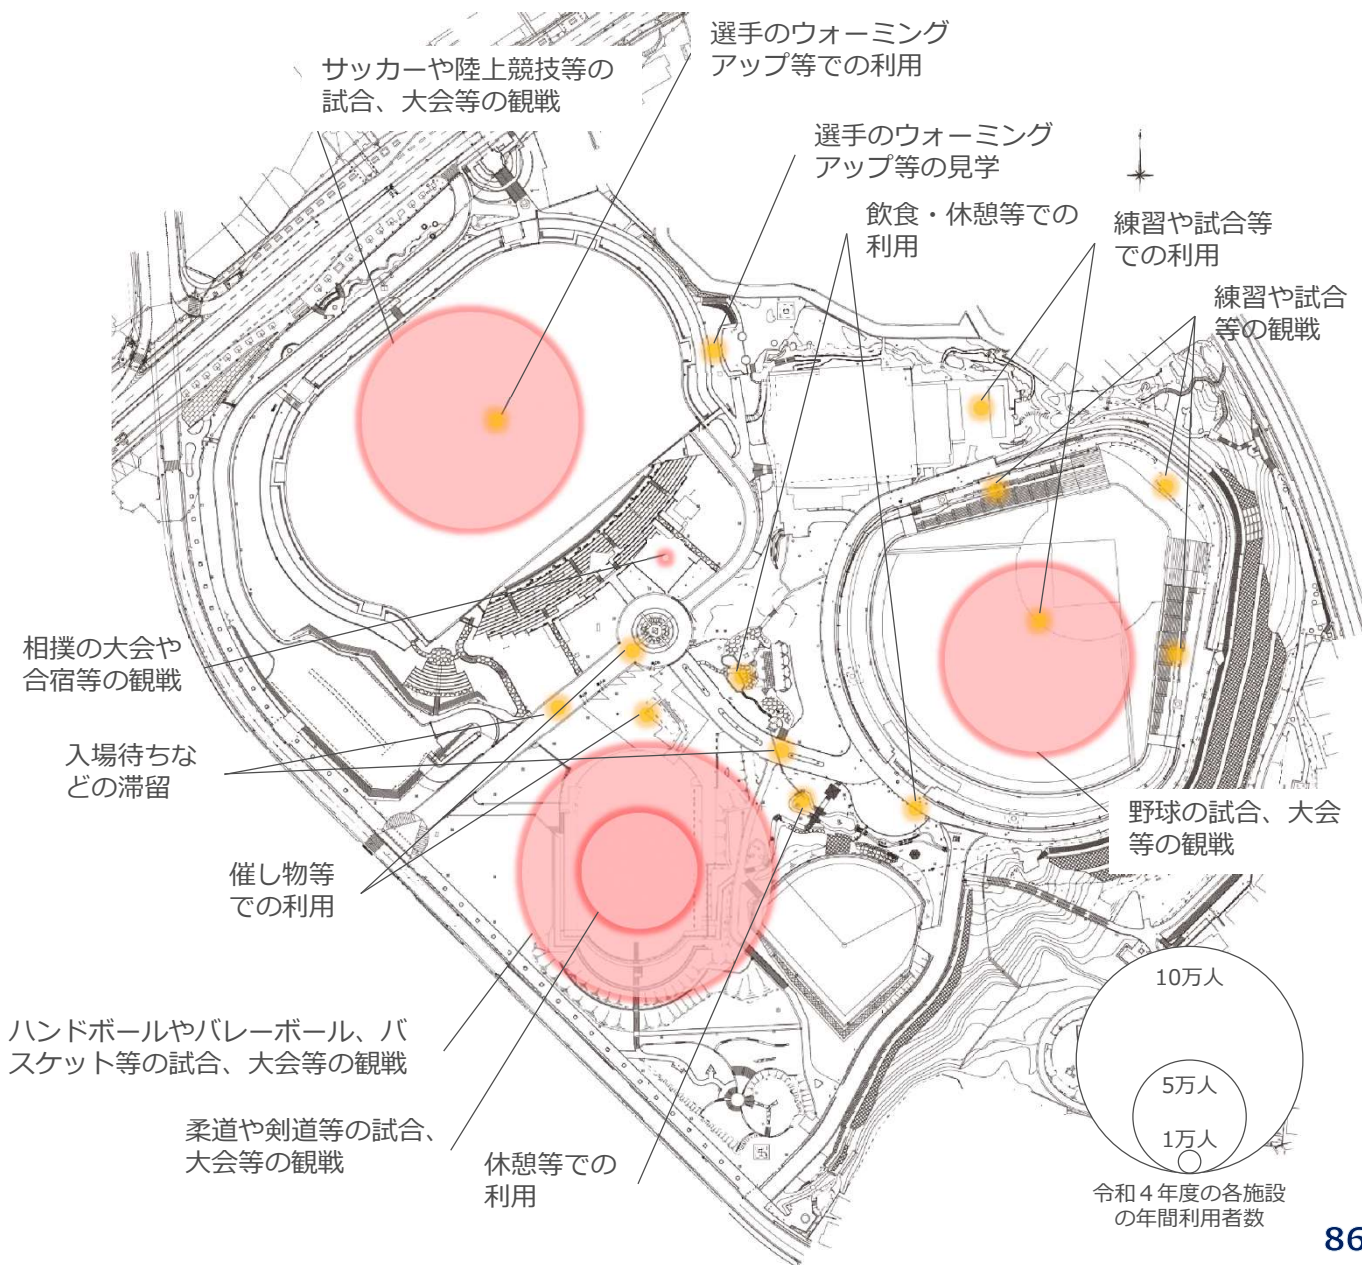 選手のウォーミング
アップ等での利用
サッカーや陸上競技等の
試合、大会等の観戦
選手のウォーミング
アップ等の見学
飲食・休憩等での
利用
練習や試合等
での利用
練習や試合
等の観戦
相撲の大会や
合宿等の観戦
入場待ちな
どの滞留
催し物等
での利用
野球の試合、大会
等の観戦
ハンドボールやバレーボール、バ
スケット等の試合、大会等の観戦
柔道や剣道等の試合、
大会等の観戦
休憩等での
利用
10万人
5万人
1万人
令和４年度の各施設
の年間利用者数
86